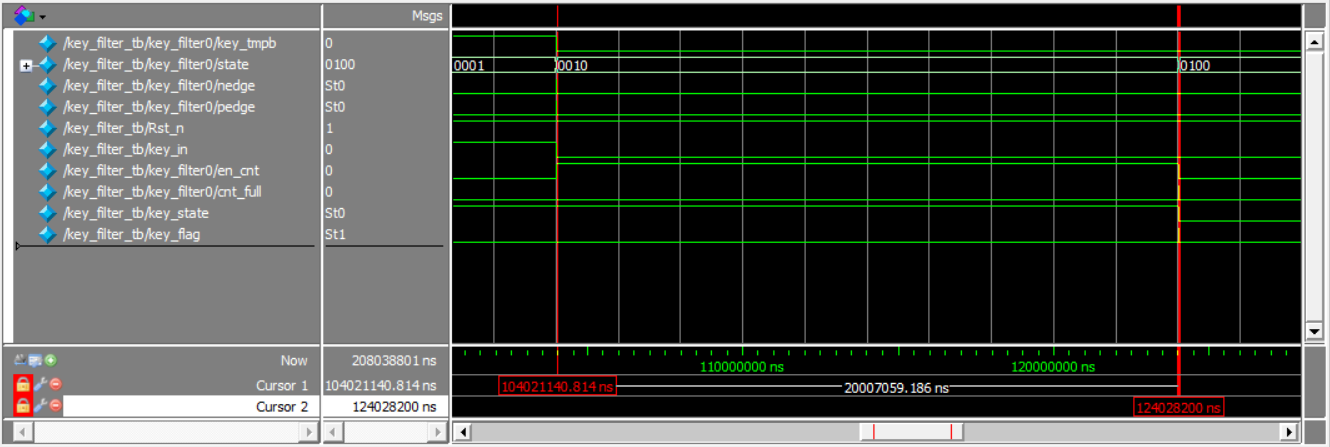 Msgs
/key_filter_tb/key_filter0/key_tmpb 0
/key_filter_tb/key_filter0/state 0100 0001 0010 0100
/key_filter_tb/key_filter0/nedge St0
/key_filter_tb/key_filter0/pedge St0
/key_filter_tb/Rst_n 1
/key_filter_tb/key_in 0
/key_filter_tb/key_filter0/en_cnt 0
/key_filter_tb/key_filter0/cnt_full 0
/key_filter_tb/key_state St0
/key_filter_tb/key_flag St1
Now 208038801 ns 110000000 ns 120000000 ns
Cursor 1 104021140.814 ns 104021140.814 ns 20007059.186 ns
Cursor 2 124028200 ns 124028200 ns